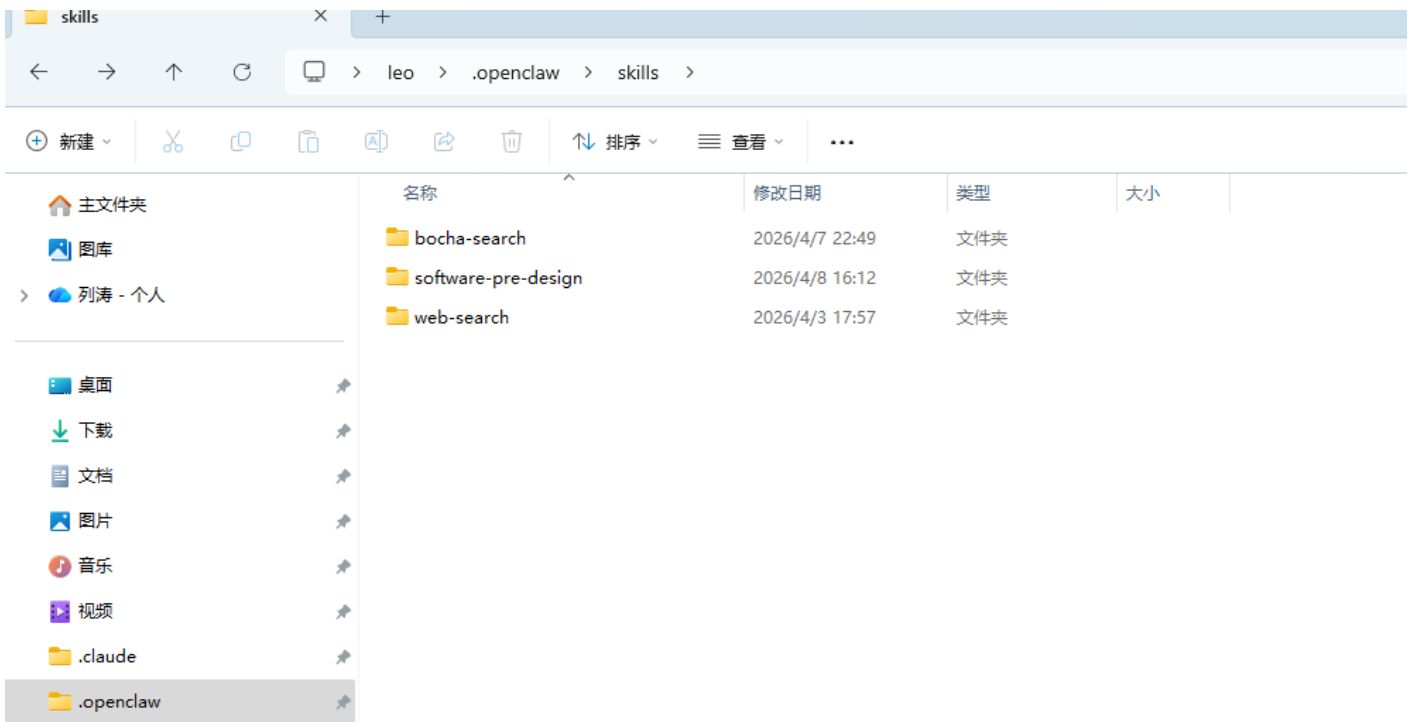 skills
leo > .openclaw > skills >
新建 排序 查看
名称 修改日期 类型 大小
主文件夹
图库
列涛 - 个人
桌面
下载
文档
图片
音乐
视频
.claude
.openclaw
bocha-search 2026/4/7 22:49 文件夹
software-pre-design 2026/4/8 16:12 文件夹
web-search 2026/4/3 17:57 文件夹